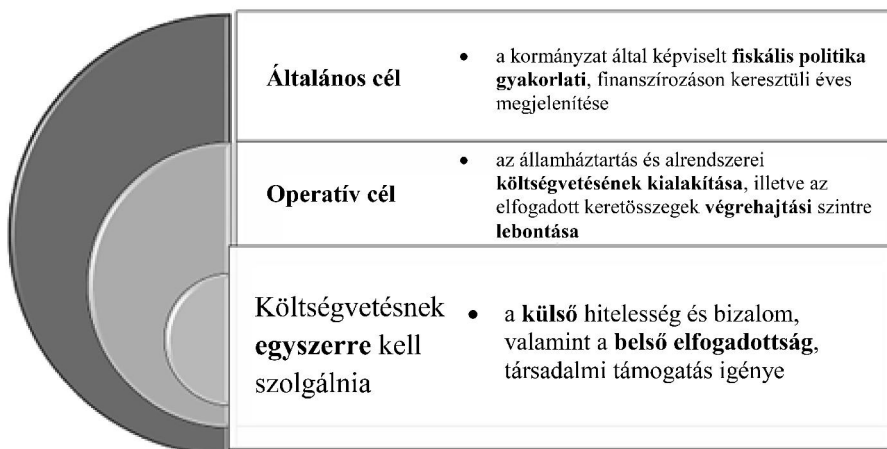 Általános cél
• a kormányzat által képviselt fiskális politika
gyakorlati, finanszírozáson keresztüli éves
megjelenítése
Operatív cél
• az államháztartás és alrendszerei
költségvetésének kialakítása, illetve az
elfogadott keretösszegek végrehajtási szintre
lebontása
Költségvetésnek
egyszerre kell
szolgálnia
• a külső hitelesség és bizalom,
valamint a belső elfogadottság,
társadalmi támogatás igénye